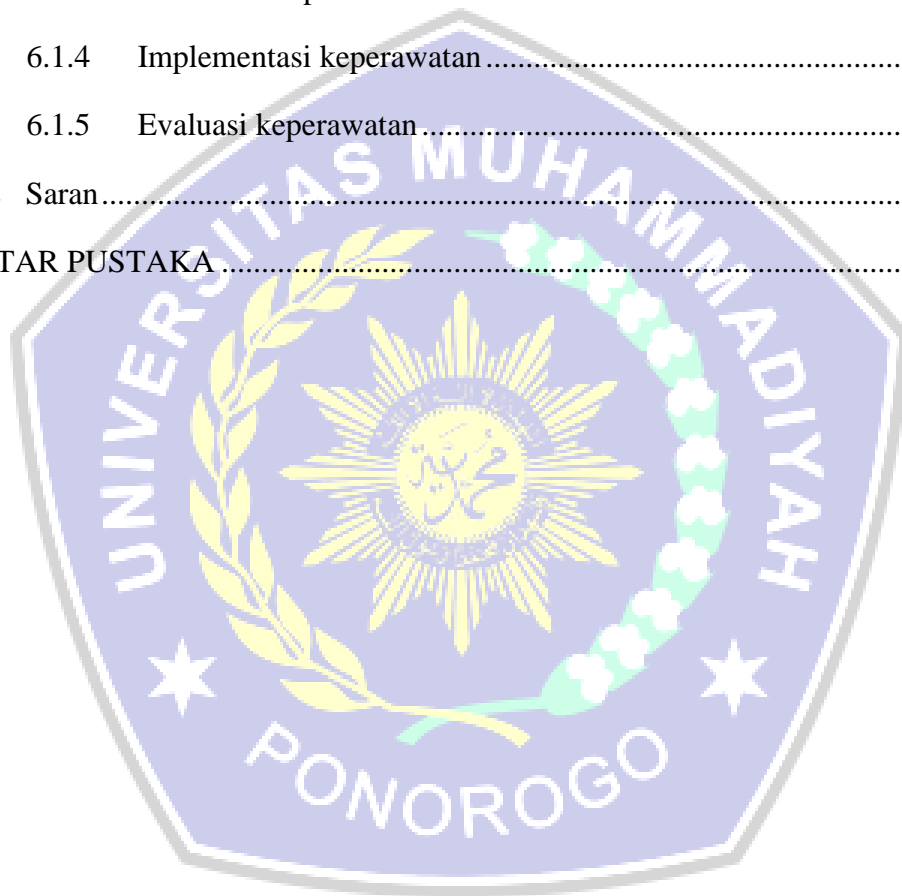 6.1.4 Implementasi keperawatan ........................................................
6.1.5 Evaluasi keperawatan ................................................................
Saran ........................................................................................................
TAR PUSTAKA .........................................................................................
UNIVERSITAS MUHAMMADIYAH
PONOROGO